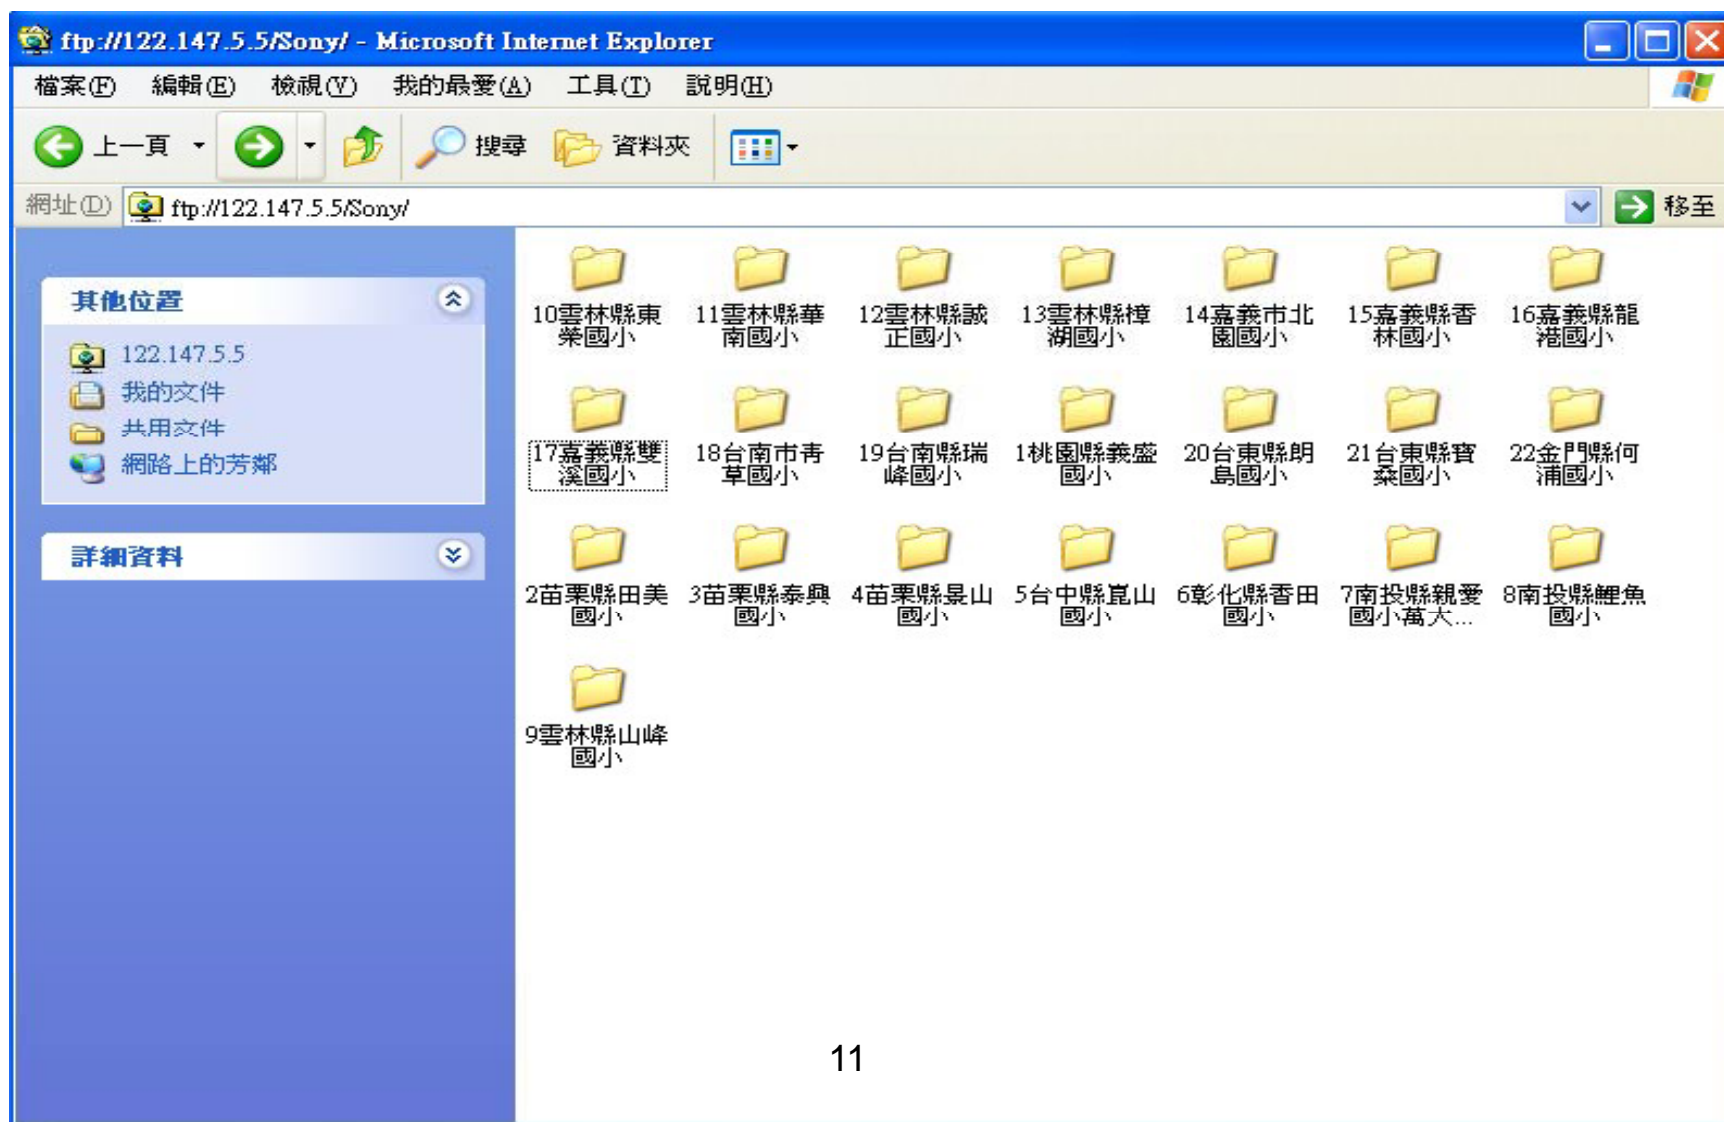 ftp://122.147.5.5/Sony/ - Microsoft Internet Explorer
檔案(F) 編輯(E) 檢視(V) 我的最愛(A) 工具(T) 說明(H)
上一頁 搜尋 資料夾
網址(D) ftp://122.147.5.5/Sony/ 移至
其他位置
122.147.5.5
我的文件
共用文件
網路上的芳鄰
詳細資料
10雲林縣東
榮國小
11雲林縣華
南國小
12雲林縣誠
正國小
13雲林縣樟
湖國小
14嘉義市北
園國小
15嘉義縣香
林國小
16嘉義縣龍
港國小
17嘉義縣雙
溪國小
18台南市青
草國小
19台南縣瑞
峰國小
1桃園縣義盛
國小
20台東縣朗
島國小
21台東縣寶
桑國小
22金門縣何
浦國小
2苗栗縣田美
國小
3苗栗縣泰興
國小
4苗栗縣景山
國小
5台中縣崑山
國小
6彰化縣香田
國小
7南投縣親愛
國小萬大...
8南投縣鯉魚
國小
9雲林縣山峰
國小
11